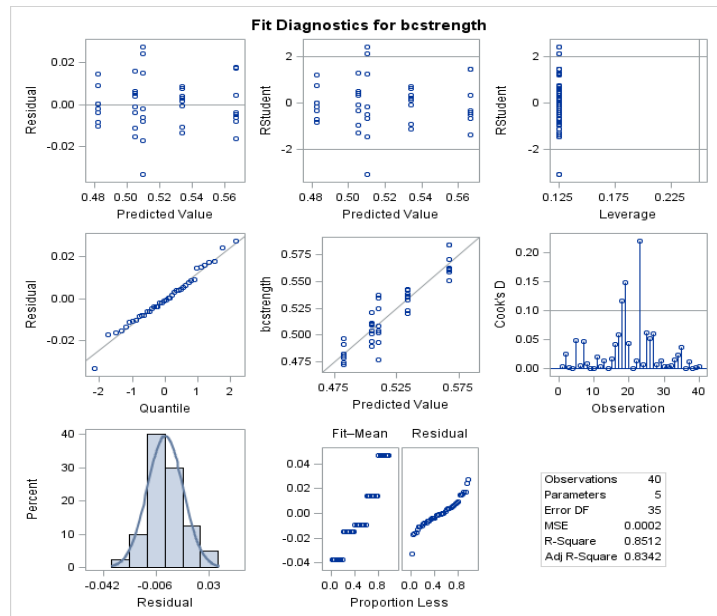 Fit Diagnostics for bcstrength
Residual
0.02
0.00
-0.02
0.48 0.50 0.52 0.54 0.56
Predicted Value
RStudent
2
0
-2
0.48 0.50 0.52 0.54 0.56
Predicted Value
RStudent
2
0
-2
0.125 0.175 0.225
Leverage
Residual
0.02
0.00
-0.02
-2 -1 0 1 2
Quantile
bcstrength
0.575
0.550
0.525
0.500
0.475
0.475 0.525 0.575
Predicted Value
Cook's D
0.20
0.15
0.10
0.05
0.00
0 10 20 30 40
Observation
Percent
40
30
20
10
0
-0.042 -0.006 0.03
Residual
Fit–Mean Residual
0.04
0.02
0.00
-0.02
-0.04
0.0 0.4 0.8 0.0 0.4 0.8
Proportion Less
Observations 40
Parameters 5
Error DF 35
MSE 0.0002
R-Square 0.8512
Adj R-Square 0.8342